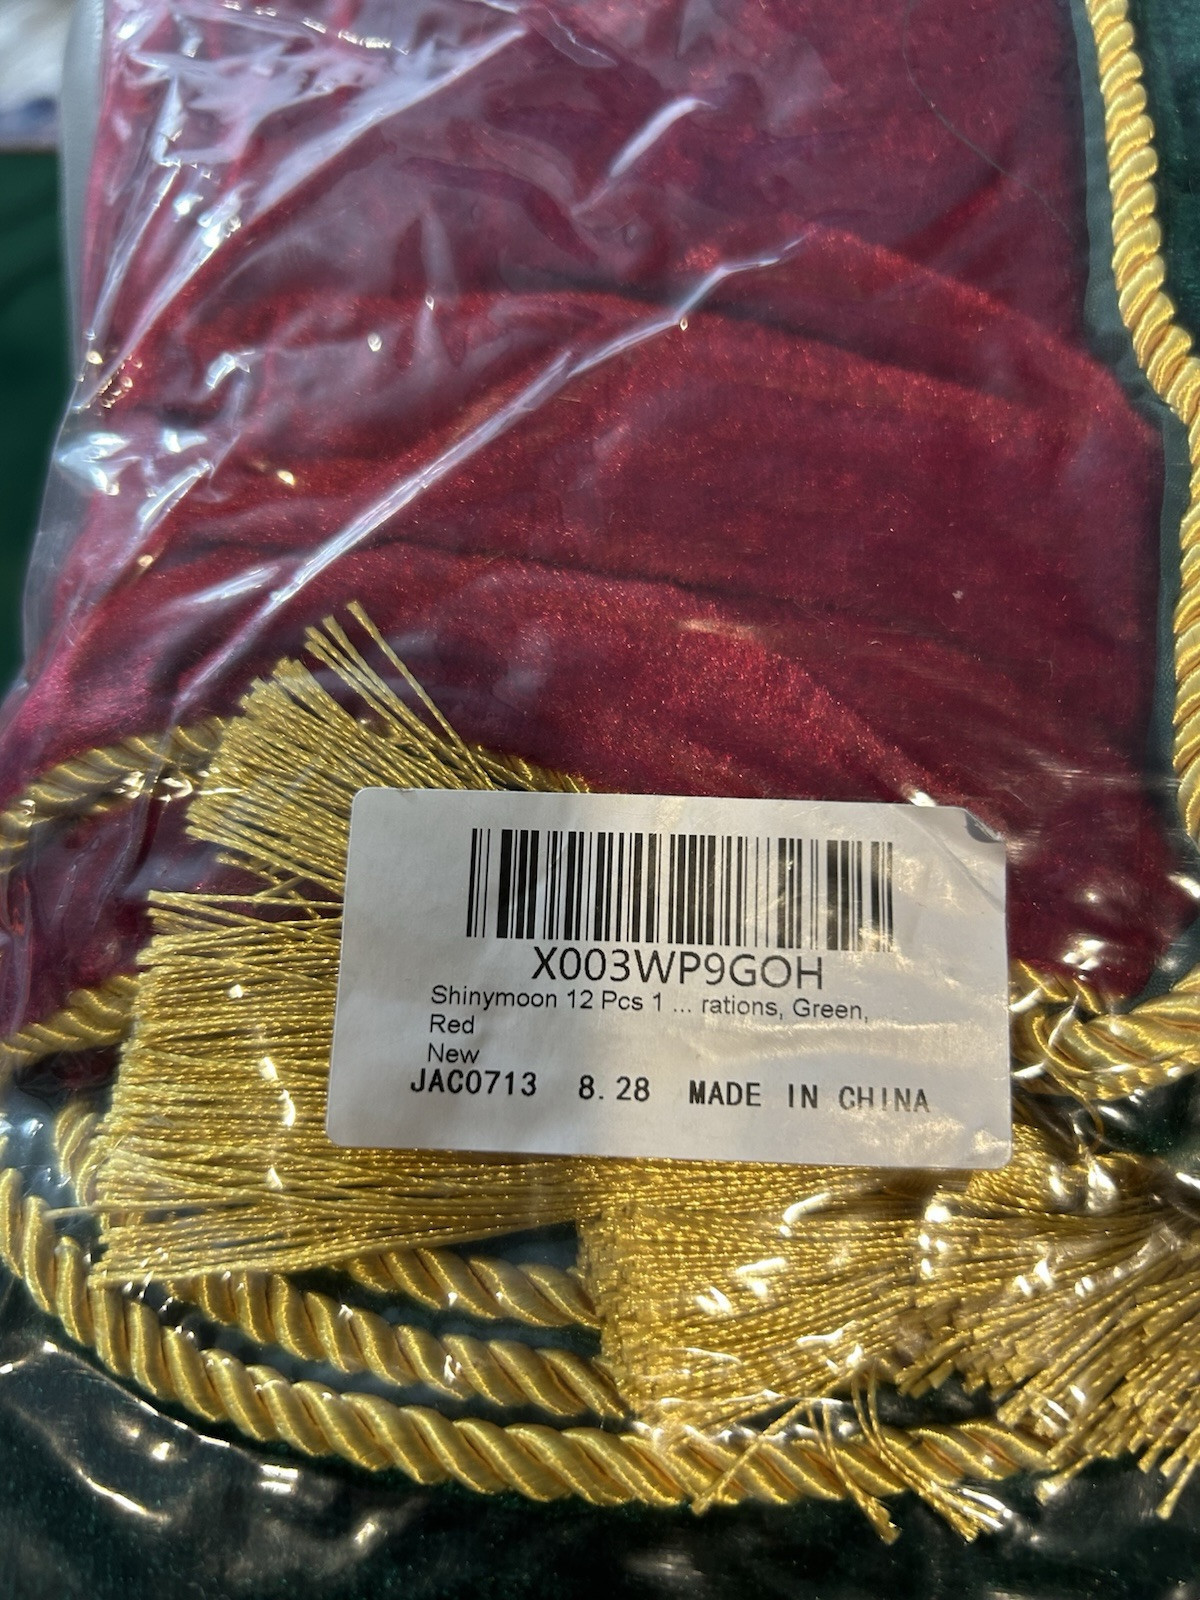 X003WP9GOH
Shinymoon 12 Pcs 1 ... rations, Green,
Red
New
JAC0713 8.28 MADE IN CHINA